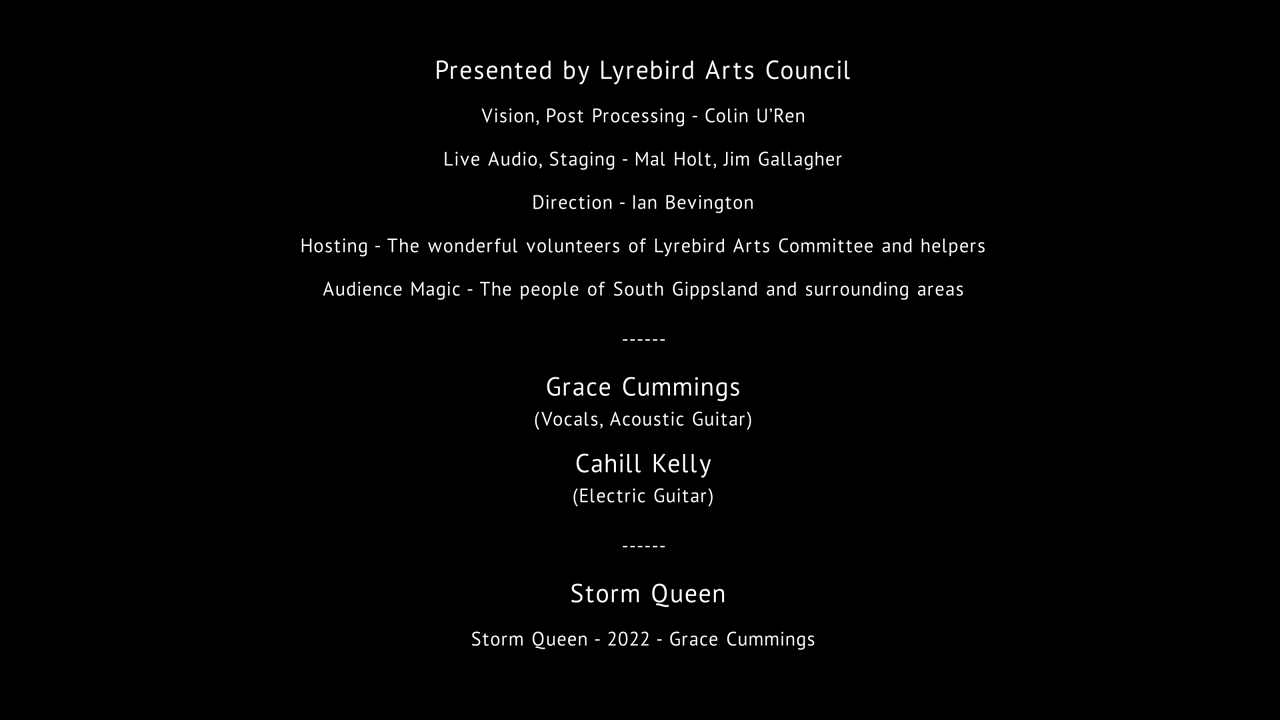 Presented by Lyrebird Arts Council
Vision, Post Processing - Colin U’Ren
Live Audio, Staging - Mal Holt, Jim Gallagher
Direction - Ian Bevington
Hosting - The wonderful volunteers of Lyrebird Arts Committee and helpers
Audience Magic - The people of South Gippsland and surrounding areas
------
Grace Cummings
(Vocals, Acoustic Guitar)
Cahill Kelly
(Electric Guitar)
------
Storm Queen
Storm Queen - 2022 - Grace Cummings